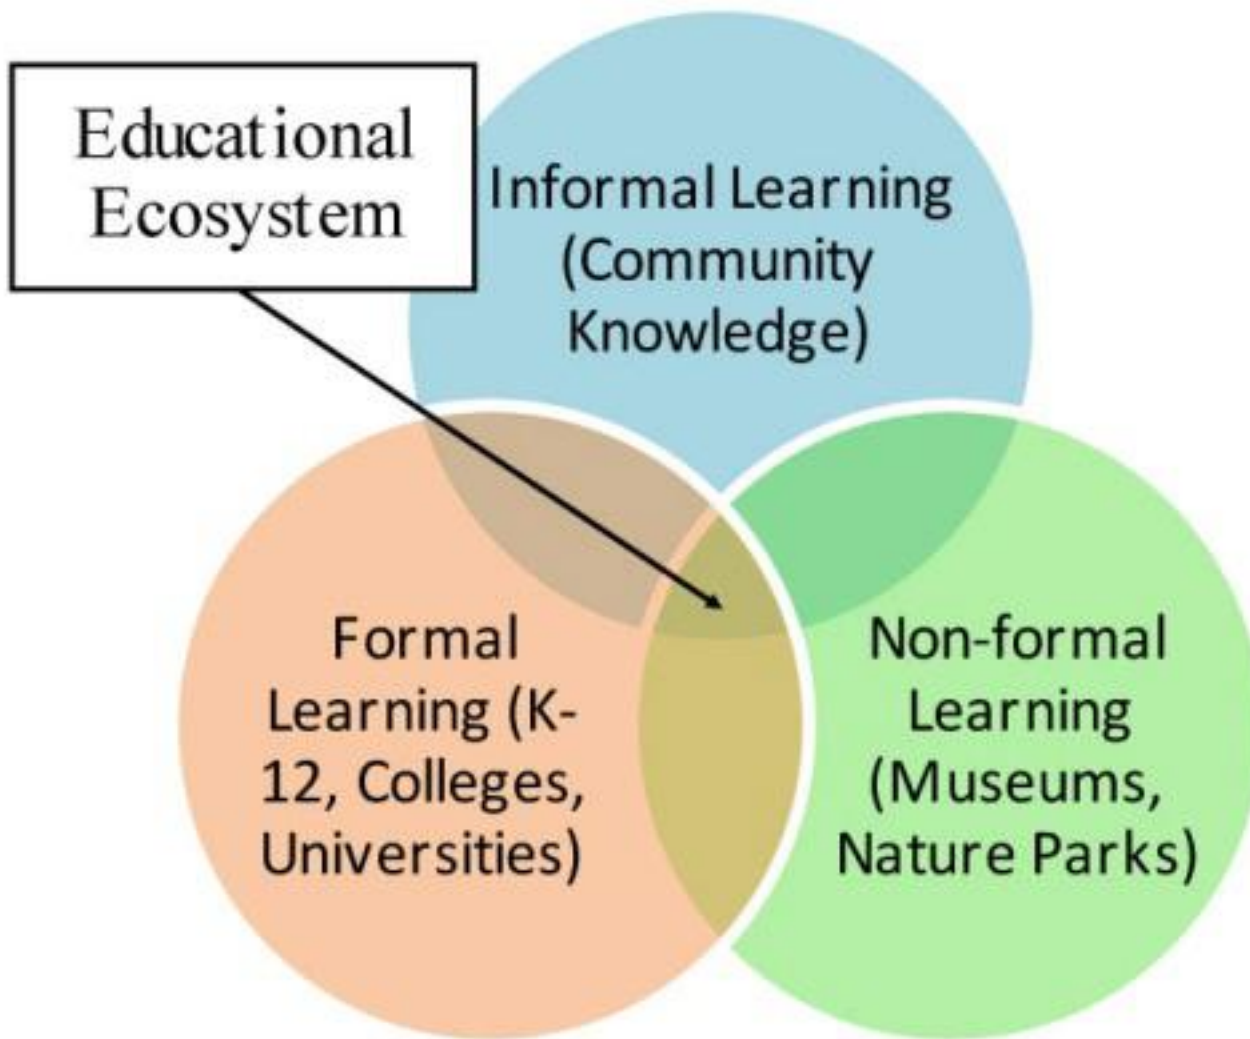 Educational
Ecosystem
Informal Learning
(Community
Knowledge)
Formal
Learning (K-
12, Colleges,
Universities)
Non-formal
Learning
(Museums,
Nature Parks)